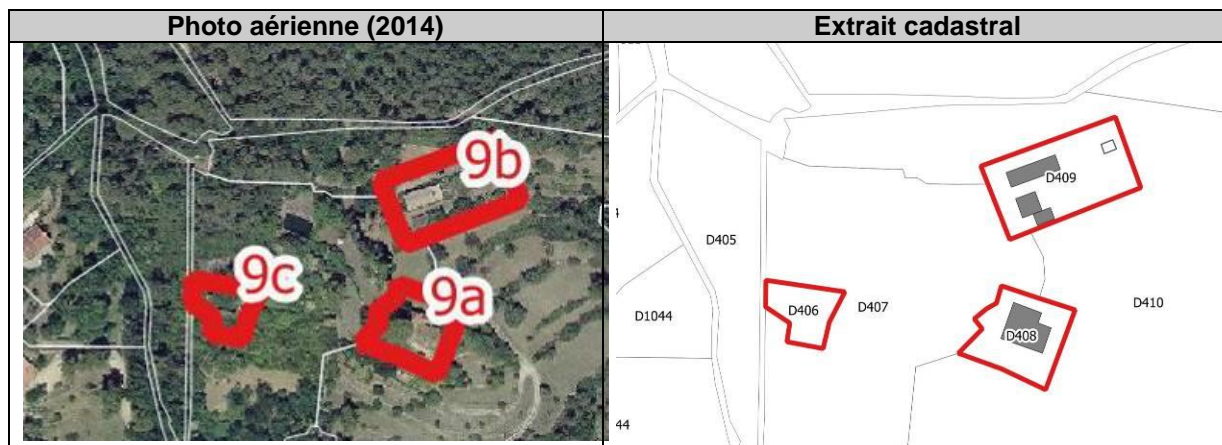 Photo aérienne (2014)
Extrait cadastral
9b
9c
9a
D409
D405
D406
D407
D410
D1044
D408
44